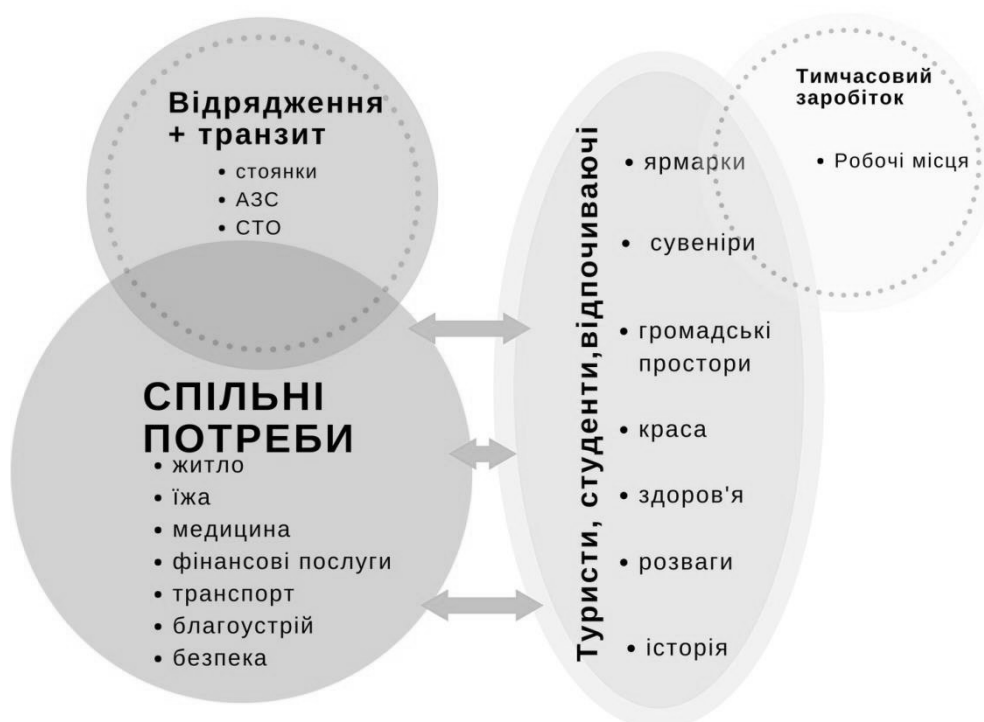 Відрядження
+ транзит
• стоянки
• АЗС
• СТО
СПІЛЬНІ
ПОТРЕБИ
• житло
• їжа
• медицина
• фінансові послуги
• транспорт
• благоустрій
• безпека
Туристи, студенти,відпочиваючі
• ярмарки
• сувеніри
• громадські
простори
• краса
• здоров'я
• розваги
• історія
Тимчасовий
заробіток
• Робочі місця